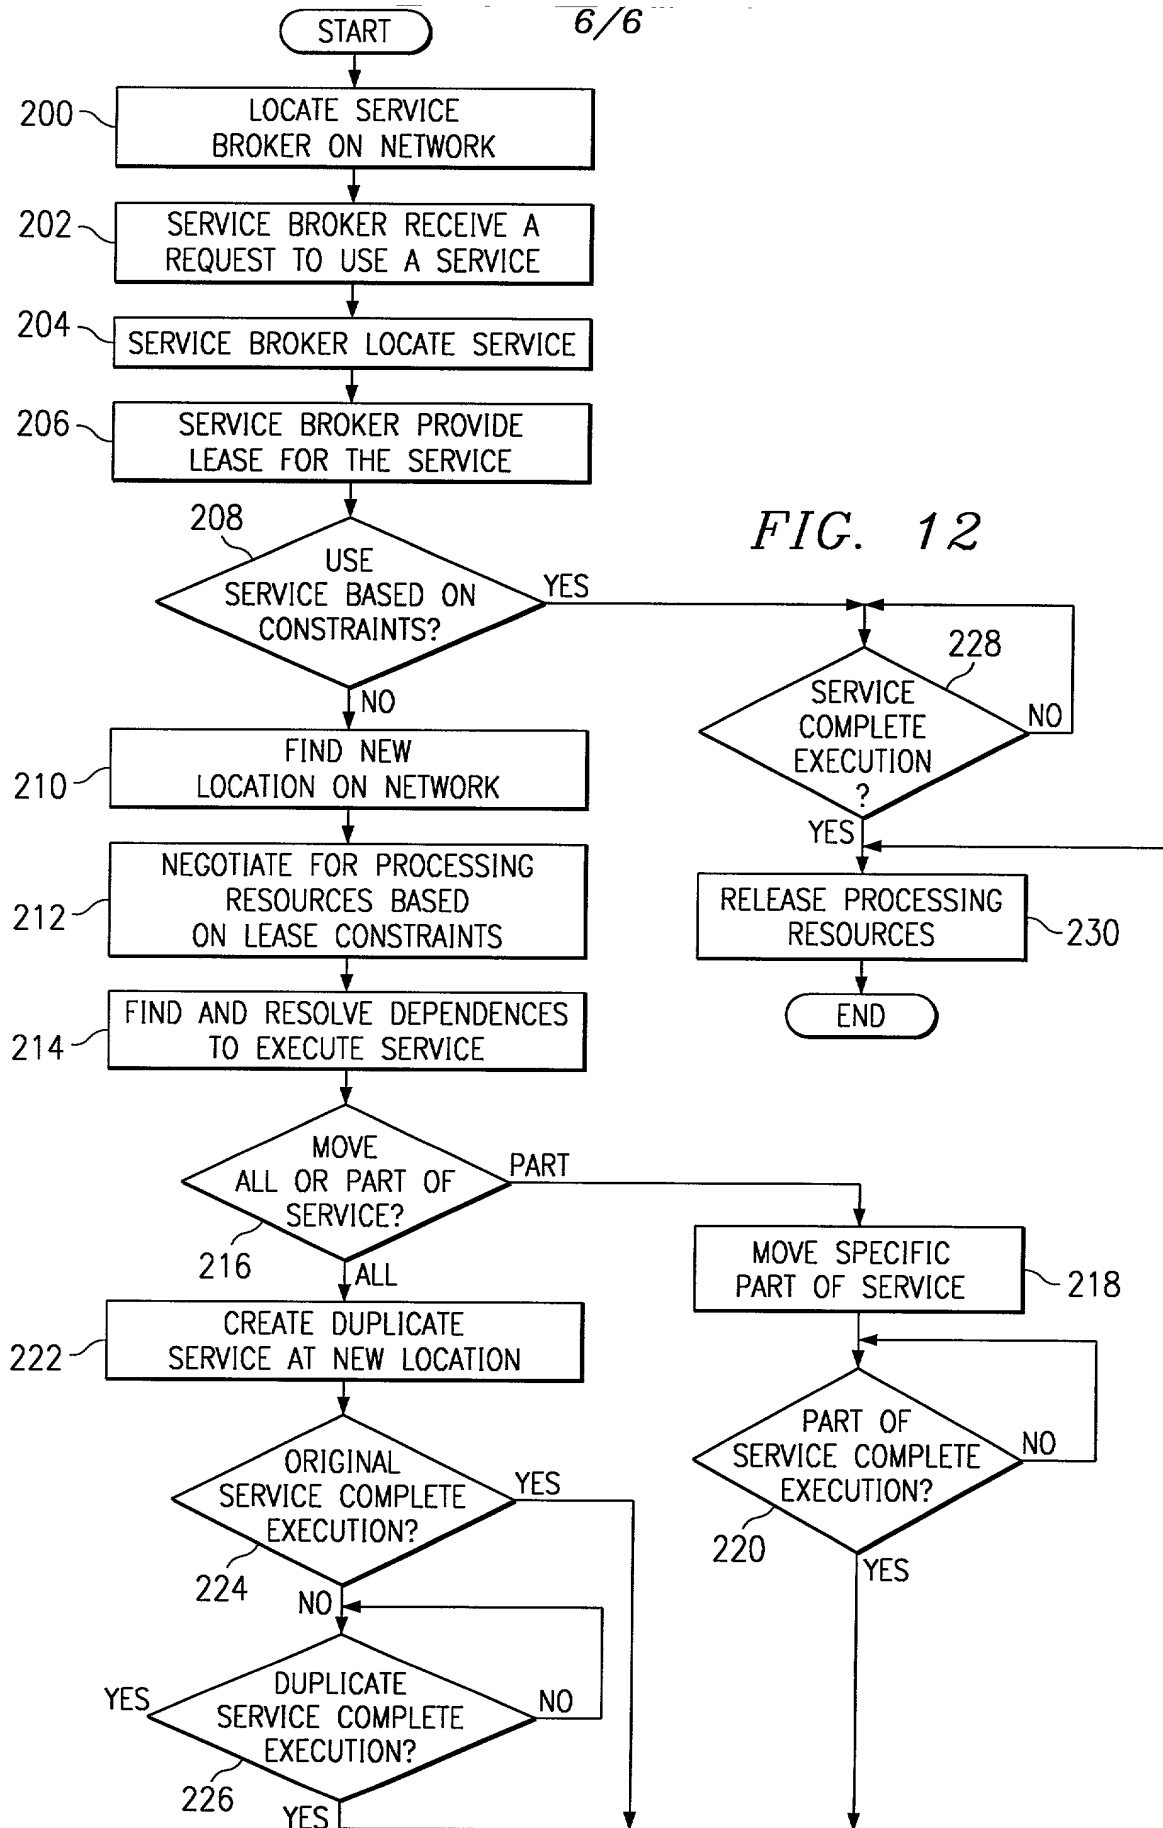 6/6
START
200
LOCATE SERVICE
BROKER ON NETWORK
202
SERVICE BROKER RECEIVE A
REQUEST TO USE A SERVICE
204
SERVICE BROKER LOCATE SERVICE
206
SERVICE BROKER PROVIDE
LEASE FOR THE SERVICE
208
USE
SERVICE BASED ON
CONSTRAINTS?
YES
NO
FIG. 12
228
SERVICE
COMPLETE
EXECUTION
?
NO
YES
210
FIND NEW
LOCATION ON NETWORK
212
NEGOTIATE FOR PROCESSING
RESOURCES BASED
ON LEASE CONSTRAINTS
RELEASE PROCESSING
RESOURCES
230
END
214
FIND AND RESOLVE DEPENDENCES
TO EXECUTE SERVICE
MOVE
ALL OR PART OF
SERVICE?
216
PART
ALL
MOVE SPECIFIC
PART OF SERVICE
218
222
CREATE DUPLICATE
SERVICE AT NEW LOCATION
PART OF
SERVICE COMPLETE
EXECUTION?
NO
220
YES
ORIGINAL
SERVICE COMPLETE
EXECUTION?
YES
224
NO
DUPLICATE
SERVICE COMPLETE
EXECUTION?
YES
NO
226
YES